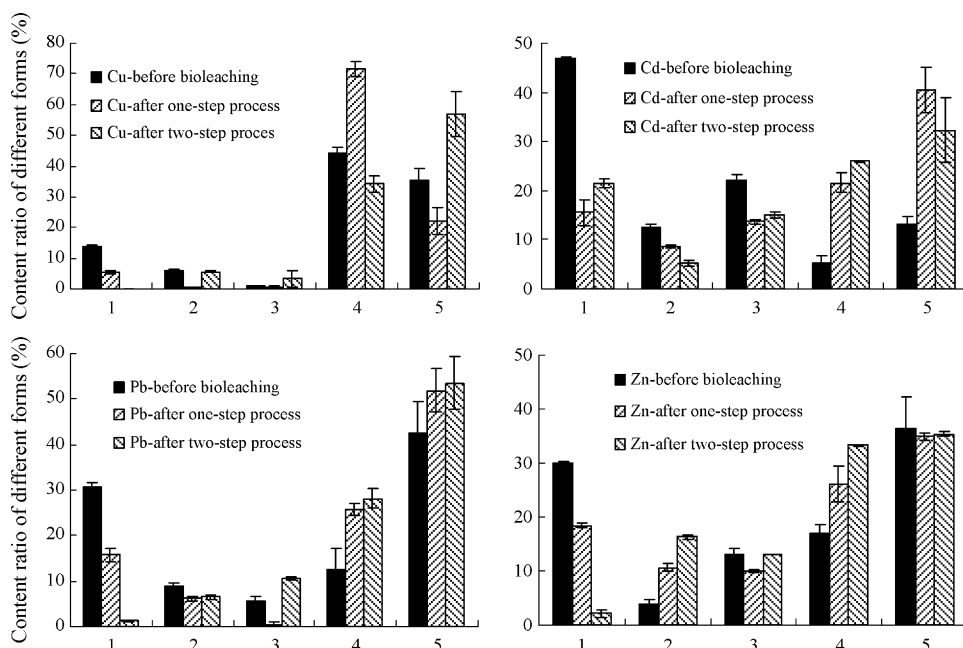 Content ratio of different forms (%)
80
70
60
50
40
30
20
10
0
Cu-before bioleaching
Cu-after one-step process
Cu-after two-step proces
1 2 3 4 5
50
40
30
20
10
0
Cd-before bioleaching
Cd-after one-step process
Cd-after two-step process
1 2 3 4 5
Content ratio of different forms (%)
60
50
40
30
20
10
0
Pb-before bioleaching
Pb-after one-step process
Pb-after two-step process
1 2 3 4 5
50
40
30
20
10
0
Zn-before bioleaching
Zn-after one-step process
Zn-after two-step process
1 2 3 4 5